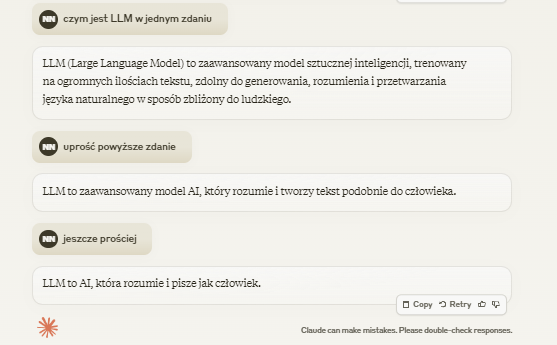 NN czym jest LLM w jednym zdaniu
LLM (Large Language Model) to zaawansowany model sztucznej inteligencji, trenowany
na ogromnych ilościach tekstu, zdolny do generowania, rozumienia i przetwarzania
języka naturalnego w sposób zbliżony do ludzkiego.
NN uprość powyższe zdanie
LLM to zaawansowany model AI, który rozumie i tworzy tekst podobnie do człowieka.
NN jeszcze prościej
LLM to AI, która rozumie i pisze jak człowiek.
Copy Retry
Claude can make mistakes. Please double-check responses.